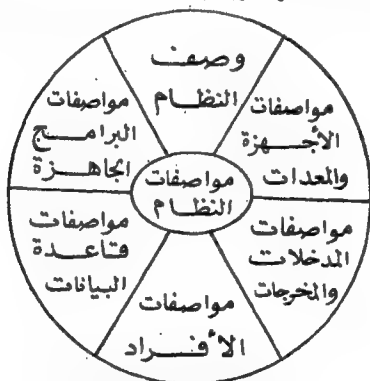 وصف
النظام
مواصفات
الأجهزة
والمعدات
مواصفات
المدخلات
والمخرجات
مواصفات
الأفراد
مواصفات
قاعدة
البيانات
مواصفات
البرامج
الجاهزة
مواصفات
النظام